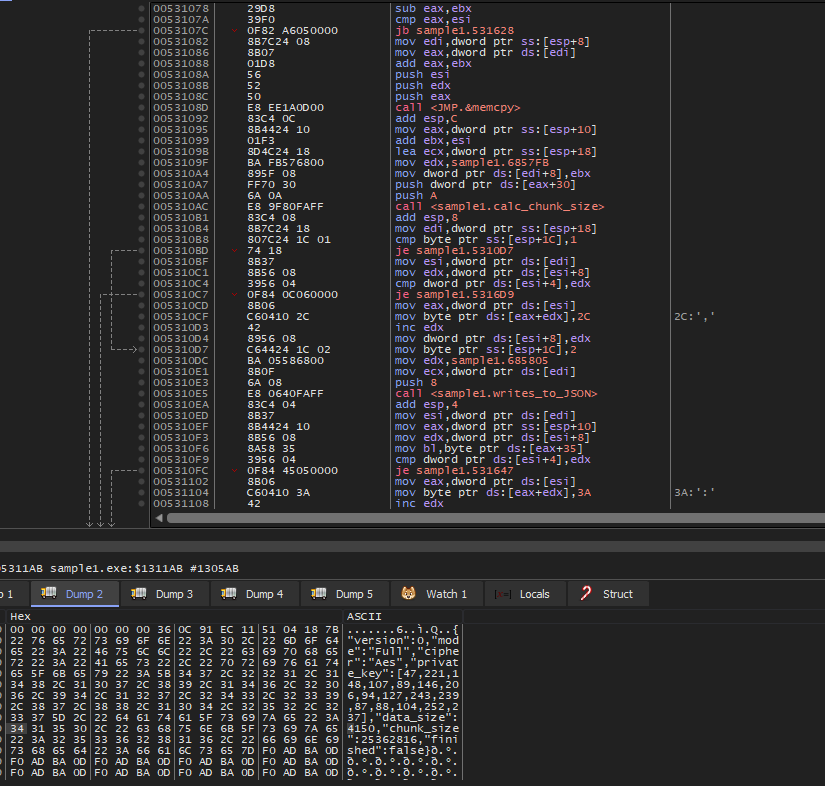 00531078 29D8 sub eax,ebx
0053107A 39F0 cmp eax,esi
0053107C 0F82 A6050000 jb sample1.531628
00531082 8B7C24 08 mov edi,dword ptr ss:[esp+8]
00531086 8B07 mov eax,dword ptr ds:[edi]
00531088 01D8 add eax,ebx
0053108A 56 push esi
0053108B 52 push edx
0053108C 50 push eax
0053108D E8 EE1A0D00 call <JMP.&memcpy>
00531092 83C4 0C add esp,C
00531095 8B4424 10 mov eax,dword ptr ss:[esp+10]
00531099 01F3 add ebx,esi
0053109B 8D4C24 18 lea ecx,dword ptr ss:[esp+18]
0053109F BA FB576800 mov edx,sample1.6857FB
005310A4 895F 08 mov dword ptr ds:[edi+8],ebx
005310A7 FF70 30 push dword ptr ds:[eax+30]
005310AA 6A 0A push A
005310AC E8 9F80FAFF call <sample1.calc_chunk_size>
005310B1 83C4 08 add esp,8
005310B4 8B7C24 18 mov edi,dword ptr ss:[esp+18]
005310B8 807C24 1C 01 cmp byte ptr ss:[esp+1C],1
005310BD 74 18 je sample1.5310D7
005310BF 8B37 mov esi,dword ptr ds:[edi]
005310C1 8B56 08 mov edx,dword ptr ds:[esi+8]
005310C4 3956 04 cmp dword ptr ds:[esi+4],edx
005310C7 0F84 0C060000 je sample1.5316D9
005310CD 8B06 mov eax,dword ptr ds:[esi]
005310CF C60410 2C mov byte ptr ds:[eax+edx],2C 2C:','
005310D3 42 inc edx
005310D4 8956 08 mov dword ptr ds:[esi+8],edx
005310D7 C64424 1C 02 mov byte ptr ss:[esp+1C],2
005310DC BA 05586800 mov edx,sample1.685805
005310E1 8B0F mov ecx,dword ptr ds:[edi]
005310E3 6A 08 push 8
005310E5 E8 0640FAFF call <sample1.writes_to_JSON>
005310EA 83C4 04 add esp,4
005310ED 8B37 mov esi,dword ptr ds:[edi]
005310EF 8B4424 10 mov eax,dword ptr ss:[esp+10]
005310F3 8B56 08 mov edx,dword ptr ds:[esi+8]
005310F6 8A58 35 mov bl,byte ptr ds:[eax+35]
005310F9 3956 04 cmp dword ptr ds:[esi+4],edx
005310FC 0F84 45050000 je sample1.531647
00531102 8B06 mov eax,dword ptr ds:[esi]
00531104 C60410 3A mov byte ptr ds:[eax+edx],3A 3A:':'
00531108 42 inc edx
05311AB sample1.exe:$1311AB #1305AB
p 1 Dump 2 Dump 3 Dump 4 Dump 5 Watch 1 Locals Struct
Hex ASCII
00 00 00 00 00 00 00 36 0C 91 EC 11 51 04 18 7B .......6..ì.Q..{
22 76 65 72 73 69 6F 6E 22 3A 30 2C 22 6D 6F 64 "version":0,"mod
65 22 3A 22 46 75 6C 6C 22 2C 22 63 69 70 68 65 e":"Full","ciphe
72 22 3A 22 41 65 73 22 2C 22 70 72 69 76 61 74 r":"Aes","privat
65 5F 6B 65 79 22 3A 5B 34 37 2C 32 32 31 2C 31 e_key":[47,221,1
34 38 2C 31 30 37 2C 38 39 2C 31 34 36 2C 32 30 48,107,89,146,20
36 2C 39 34 2C 31 32 37 2C 32 34 33 2C 32 33 39 6,94,127,243,239
2C 38 37 2C 38 38 2C 31 30 34 2C 32 35 32 2C 32 ,87,88,104,252,2
33 37 5D 2C 22 64 61 74 61 5F 73 69 7A 65 22 3A 37],"data_size":
34 31 35 30 2C 22 63 68 75 6E 6B 5F 73 69 7A 65 4150,"chunk_size
22 3A 32 35 33 36 32 38 31 36 2C 22 66 69 6E 69 ":25362816,"fini
73 68 65 64 22 3A 66 61 6C 73 65 7D F0 AD BA 0D shed":false}ð.º.
F0 AD BA 0D F0 AD BA 0D F0 AD BA 0D F0 AD BA 0D ð.º.ð.º.ð.º.ð.º.
F0 AD BA 0D F0 AD BA 0D F0 AD BA 0D F0 AD BA 0D ð.º.ð.º.ð.º.ð.º.